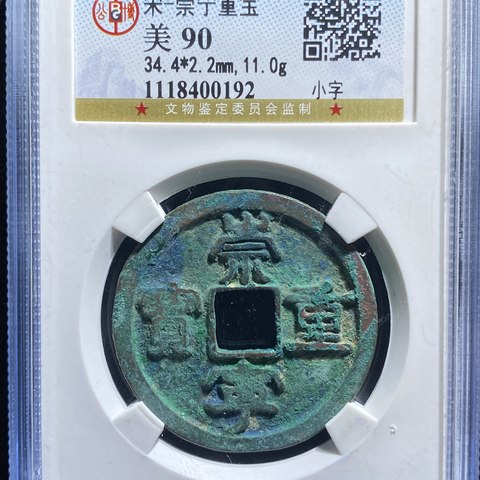 宋-崇宁重宝
美 90
34.4*2.2mm,11.0g
1118400192
小字
★ 文物鉴定委员会监制 ★
崇
寶 重
寧